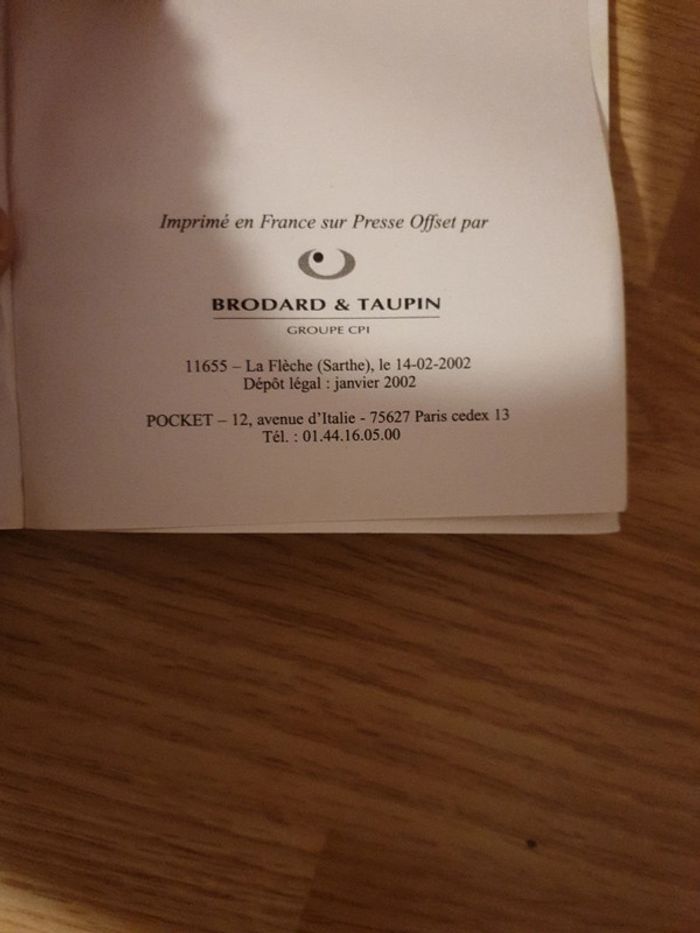 Imprimé en France sur Presse Offset par
BRODARD & TAUPIN
GROUPE CPI
11655 – La Flèche (Sarthe), le 14-02-2002
Dépôt légal : janvier 2002
POCKET – 12, avenue d'Italie - 75627 Paris cedex 13
Tél. : 01.44.16.05.00